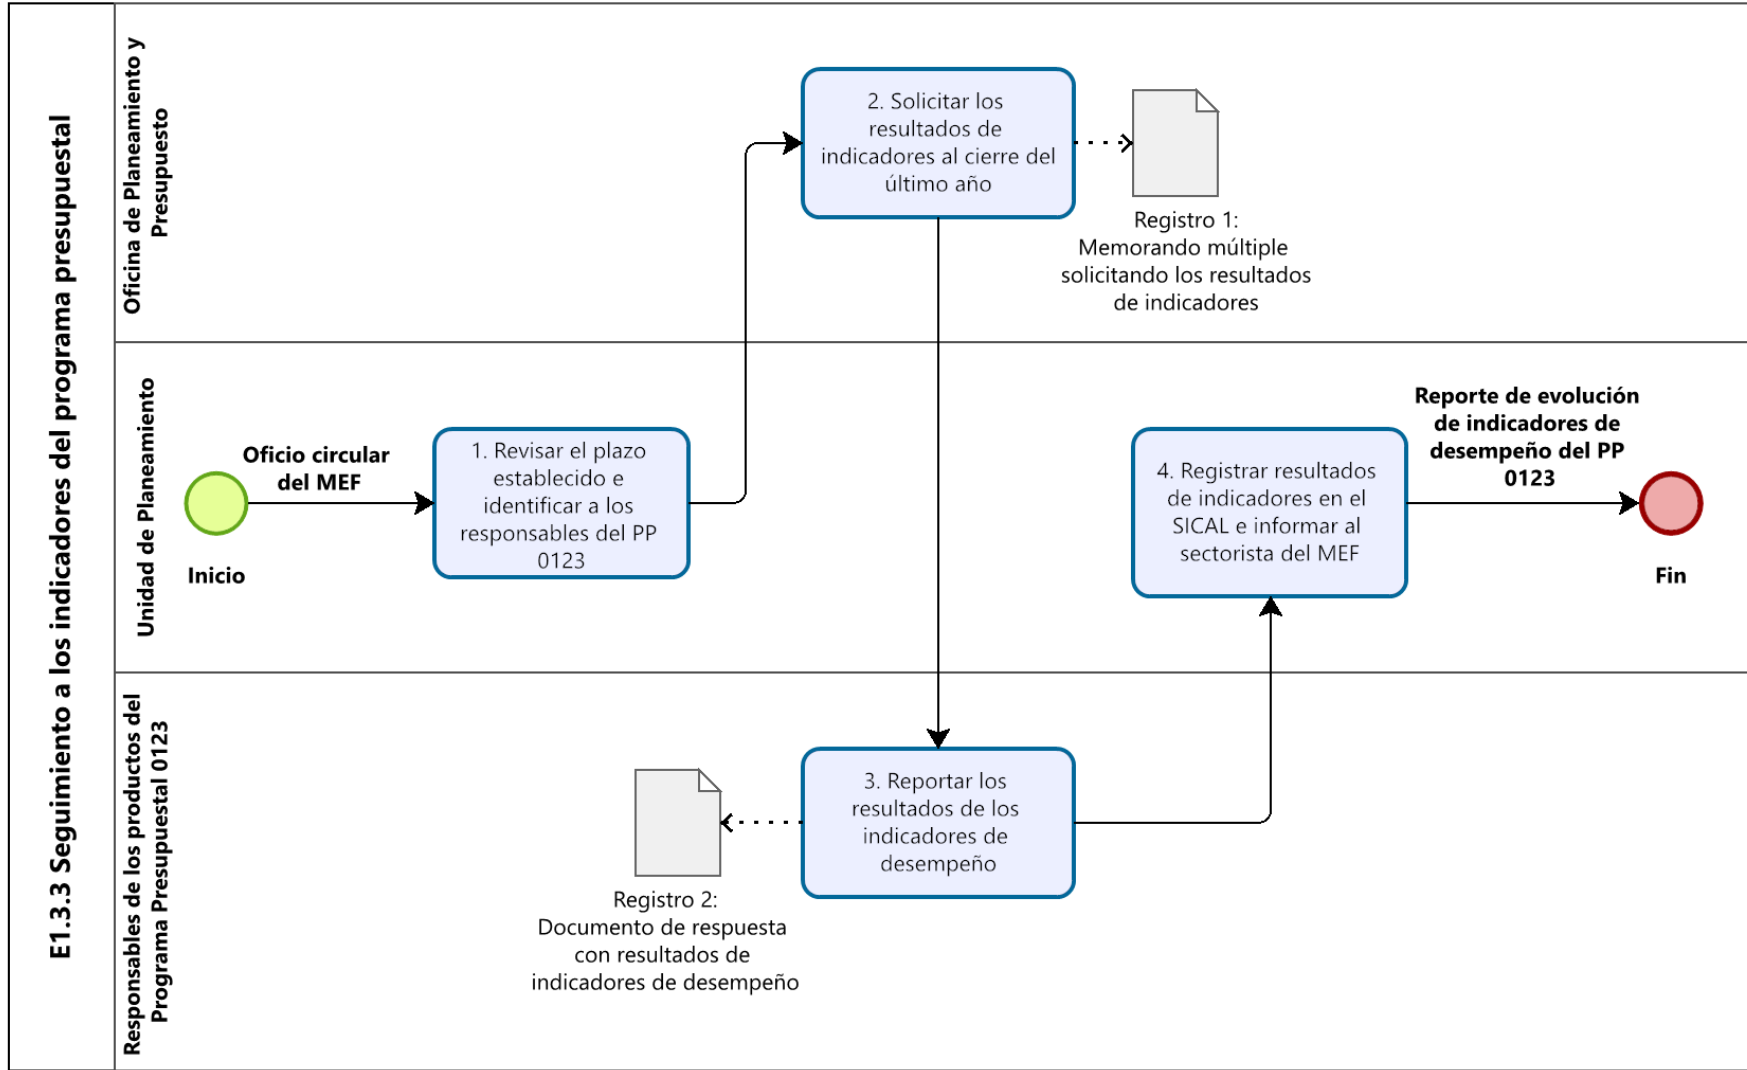 E1.3.3 Seguimiento a los indicadores del programa presupuestal
Oficina de Planeamiento y
Presupuesto
2. Solicitar los
resultados de
indicadores al cierre del
último año
Registro 1:
Memorando múltiple
solicitando los resultados
de indicadores
Unidad de Planeamiento
Inicio
Oficio circular
del MEF
1. Revisar el plazo
establecido e
identificar a los
responsables del PP
0123
4. Registrar resultados
de indicadores en el
SICAL e informar al
sectorista del MEF
Reporte de evolución
de indicadores de
desempeño del PP
0123
Fin
Responsables de los productos del
Programa Presupuestal 0123
Registro 2:
Documento de respuesta
con resultados de
indicadores de desempeño
3. Reportar los
resultados de los
indicadores de
desempeño